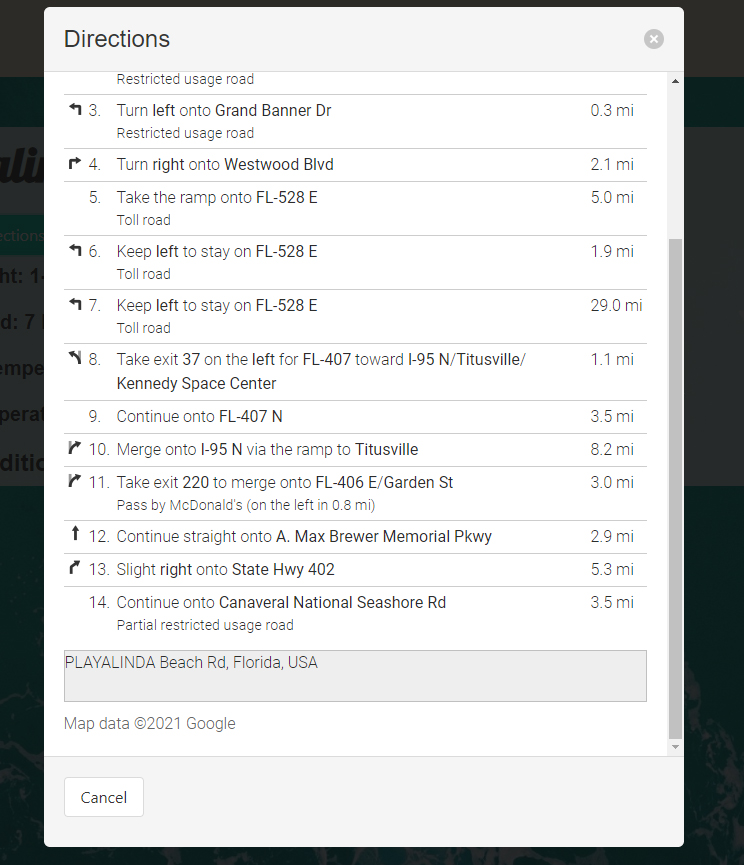 Directions
Restricted usage road
3. Turn left onto Grand Banner Dr 0.3 mi
Restricted usage road
4. Turn right onto Westwood Blvd 2.1 mi
5. Take the ramp onto FL-528 E 5.0 mi
Toll road
6. Keep left to stay on FL-528 E 1.9 mi
Toll road
7. Keep left to stay on FL-528 E 29.0 mi
Toll road
8. Take exit 37 on the left for FL-407 toward I-95 N/Titusville/ 1.1 mi
Kennedy Space Center
9. Continue onto FL-407 N 3.5 mi
10. Merge onto I-95 N via the ramp to Titusville 8.2 mi
11. Take exit 220 to merge onto FL-406 E/Garden St 3.0 mi
Pass by McDonald's (on the left in 0.8 mi)
12. Continue straight onto A. Max Brewer Memorial Pkwy 2.9 mi
13. Slight right onto State Hwy 402 5.3 mi
14. Continue onto Canaveral National Seashore Rd 3.5 mi
Partial restricted usage road
PLAYALINDA Beach Rd, Florida, USA
Map data ©2021 Google
Cancel